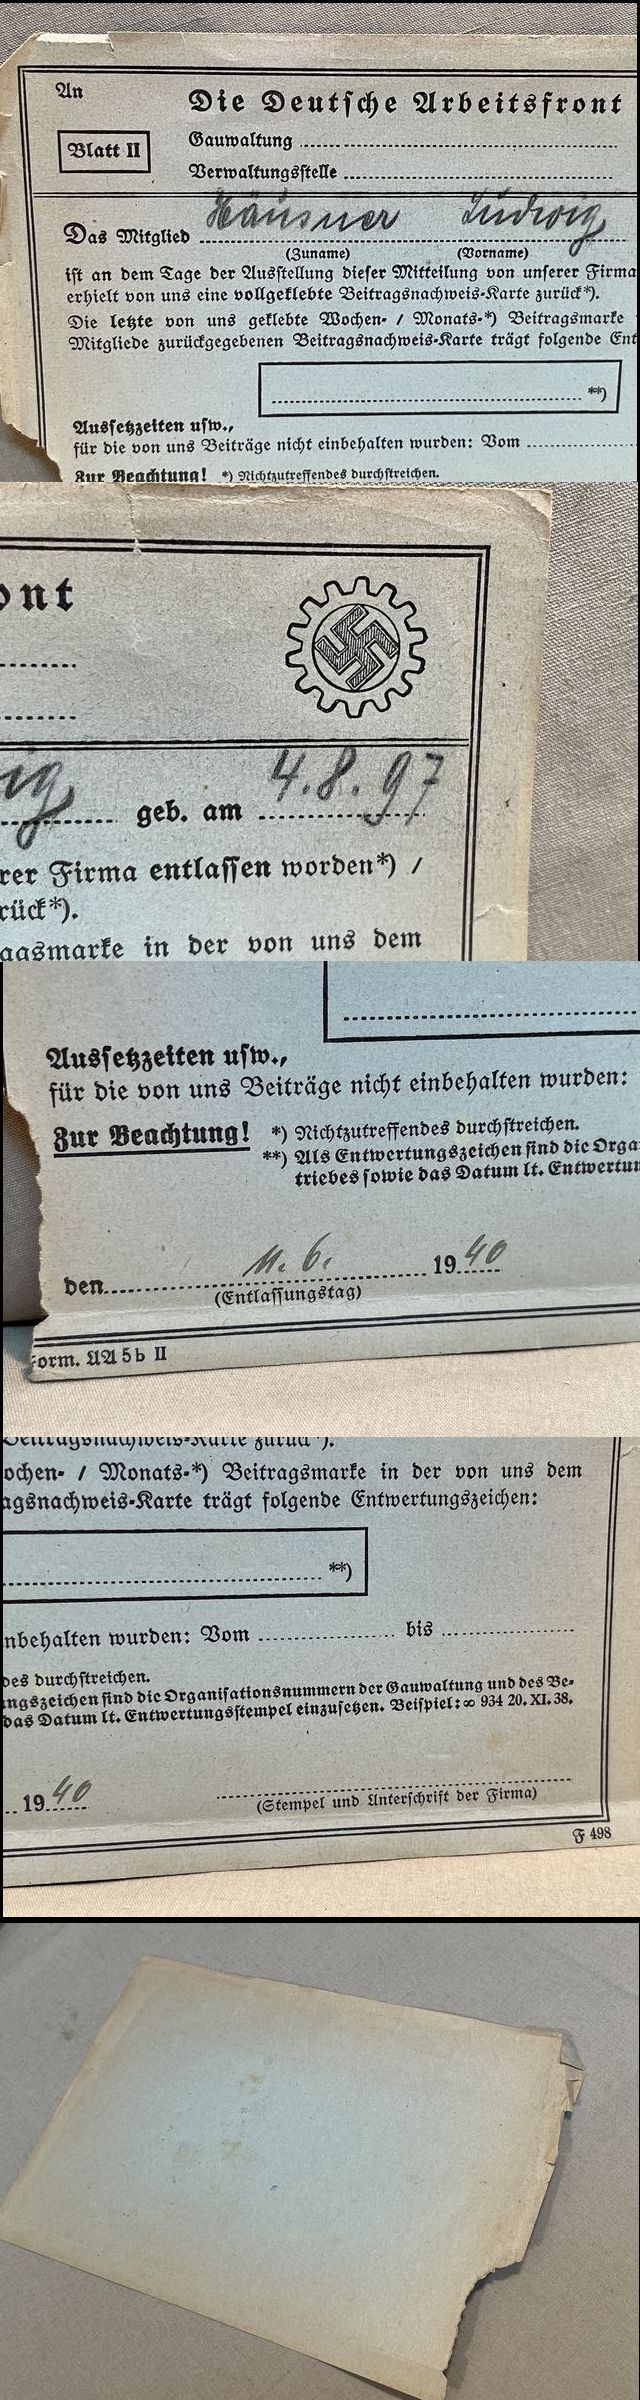 An
Die Deutsche Arbeitsfront
Blatt II
Gauwaltung
Verwaltungsstelle
Das Mitglied Häusner Ludwig
(Zuname) (Vorname)
ist an dem Tage der Ausstellung dieser Mitteilung von unserer Firma
erhielt von uns eine vollgeklebte Beitragsnachweis-Karte zurück*).
Die letzte von uns geklebte Wochen- / Monats-*) Beitragsmarke
Mitgliede zurückgegebenen Beitragsnachweis-Karte trägt folgende Ent
**)
Aussetzzeiten usw.,
für die von uns Beiträge nicht einbehalten wurden: Vom
Zur Beachtung! *) Nichtzutreffendes durchstreichen.
ont
ig geb. am 4.8.97
rer Firma entlassen worden*) /
rück*).
agsmarke in der von uns dem
Aussetzzeiten usw.,
für die von uns Beiträge nicht einbehalten wurden:
Zur Beachtung! *) Nichtzutreffendes durchstreichen.
**) Als Entwertungszeichen sind die Orga
triebes sowie das Datum lt. Entwertun
den 11. 6. 1940
(Entlassungstag)
Form. AA 5b II
Beitragsnachweis-Karte zurück*).
ochen- / Monats-*) Beitragsmarke in der von uns dem
agsnachweis-Karte trägt folgende Entwertungszeichen:
**)
nbehalten wurden: Vom bis
des durchstreichen.
ngszeichen sind die Organisationsnummern der Gauwaltung und des Be-
das Datum lt. Entwertungsstempel einzusetzen. Beispiel: ∞ 934 20. XI. 38.
1940
(Stempel und Unterschrift der Firma)
F 498